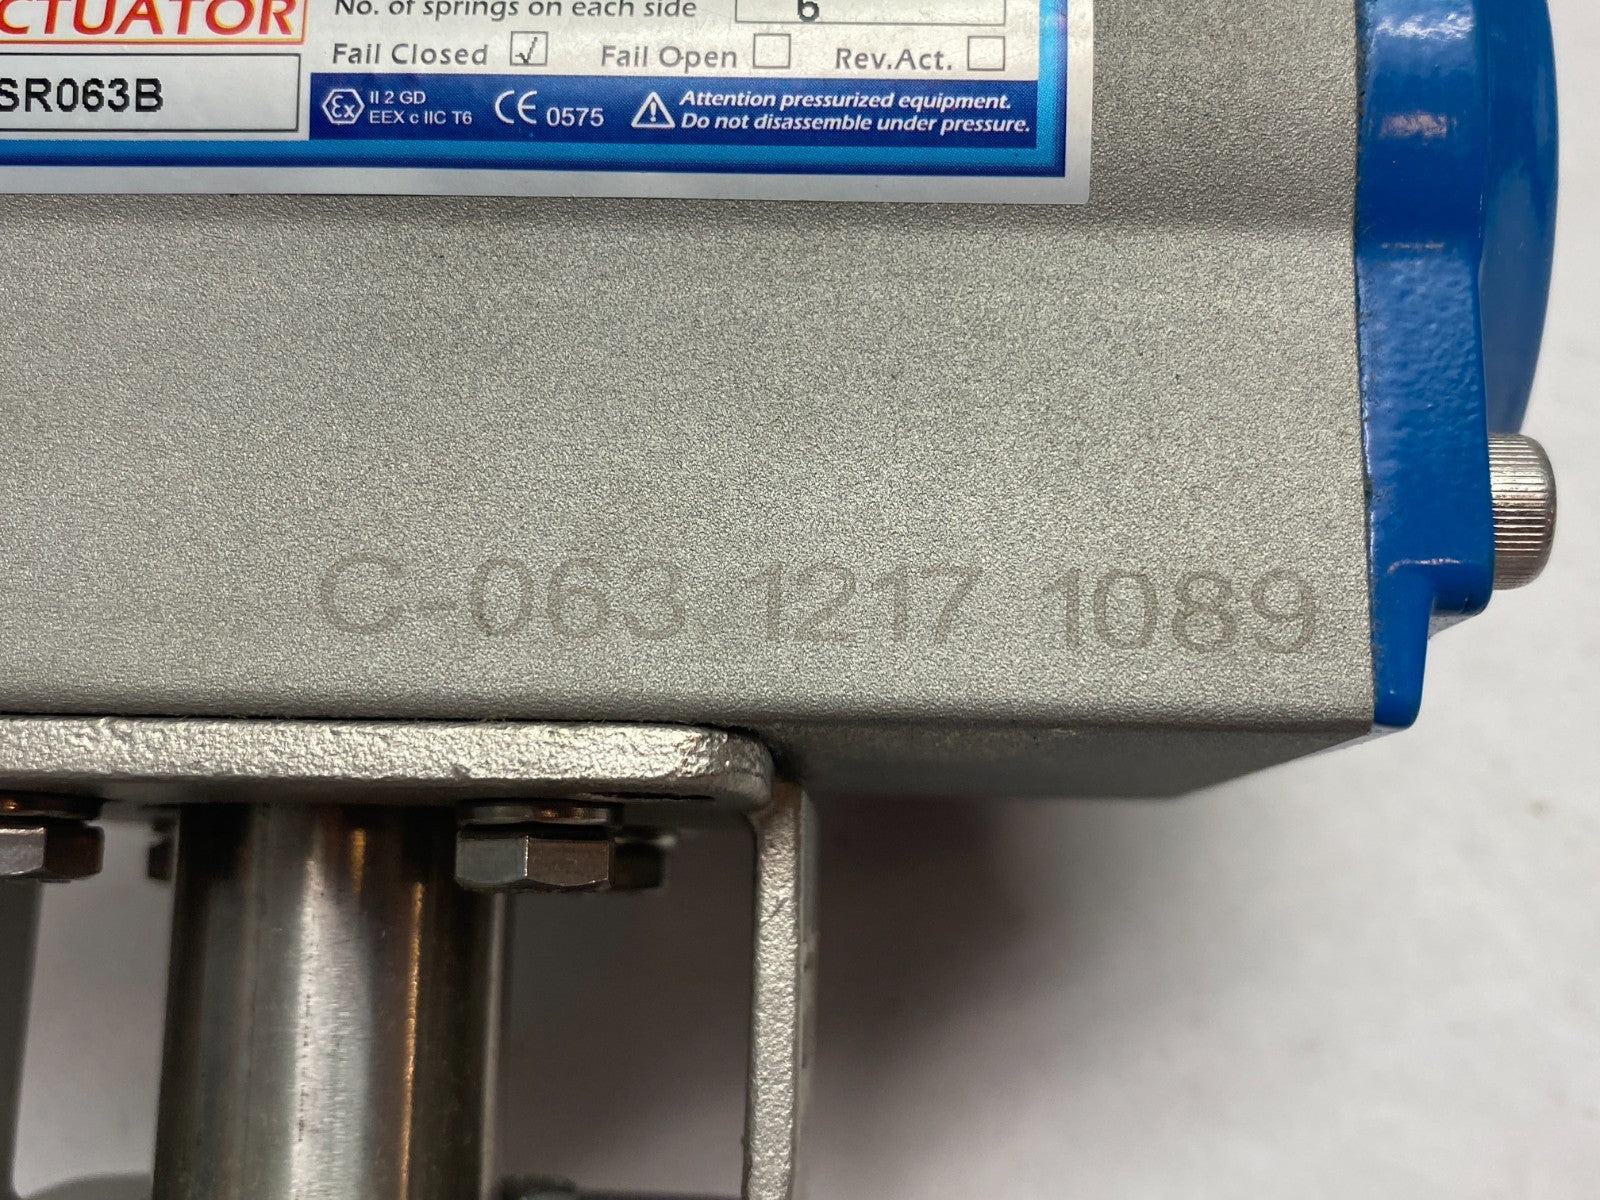 No. of springs on each side 6
CTUATOR
Fail Closed ☑ Fail Open ☐ Rev.Act. ☐
SR063B
Ex II 2 GD
EEX c IIC T6
CE 0575
Attention pressurized equipment.
Do not disassemble under pressure.
C-063 1217 1089